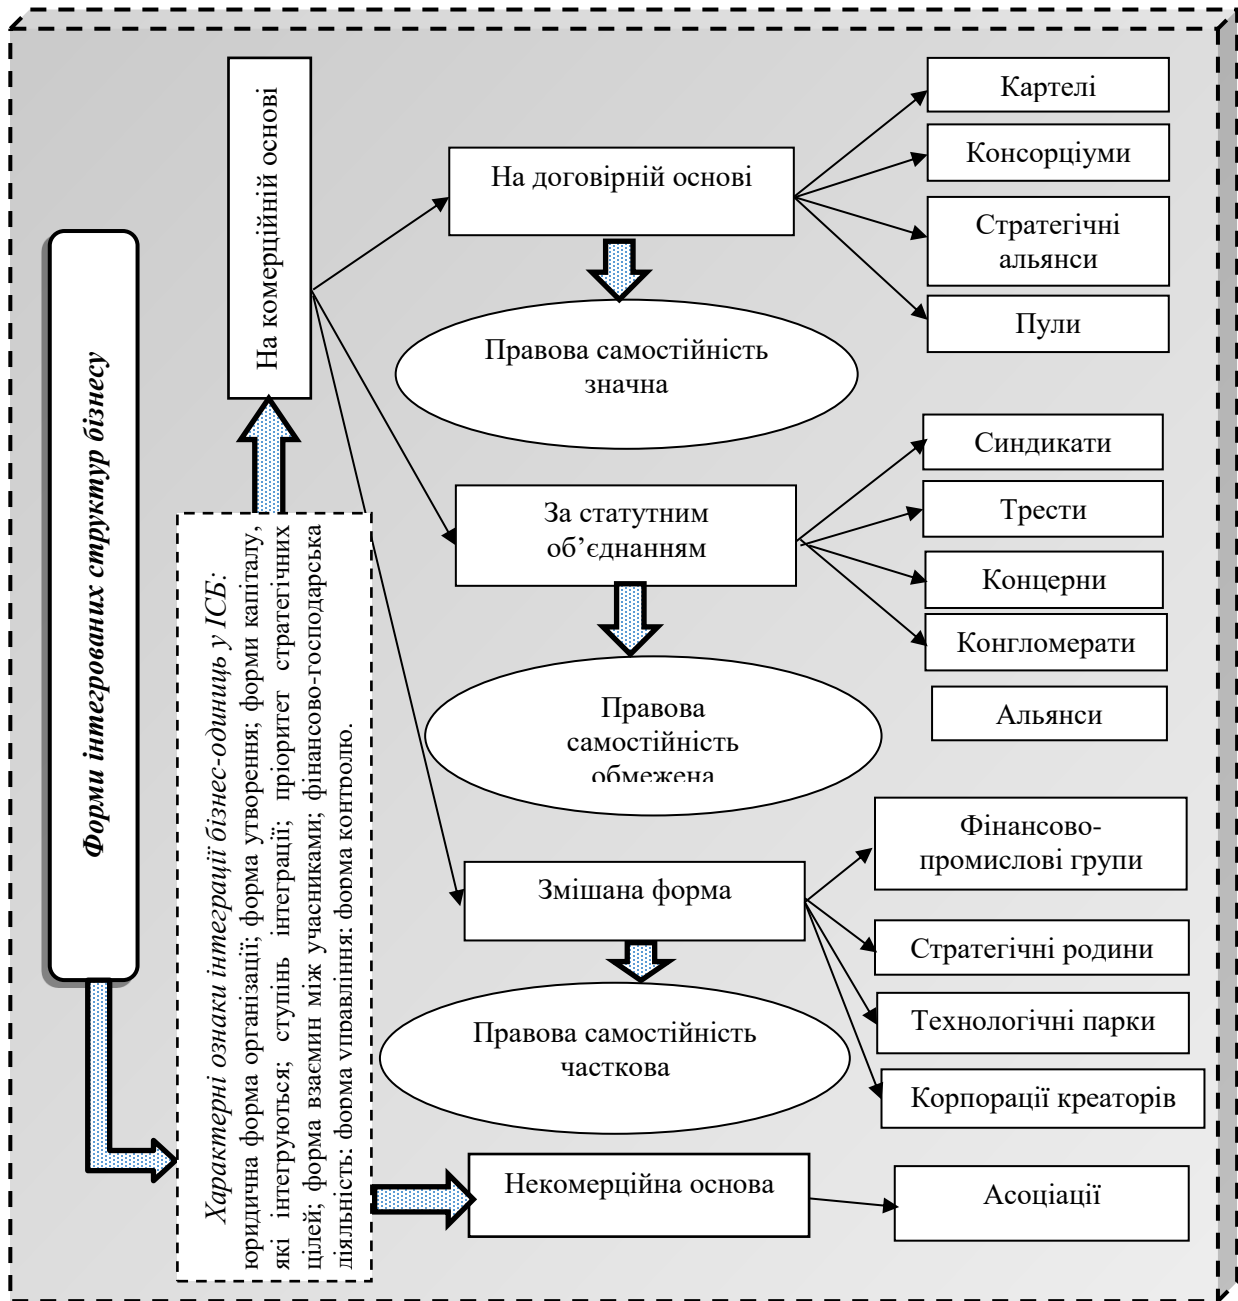 Форми інтегрованих структур бізнесу
Характерні ознаки інтеграції бізнес-одиниць у ІСБ:
юридична форма організації; форма утворення; форми капіталу,
які інтегруються; ступінь інтеграції; пріоритет стратегічних
цілей; форма взаємин між учасниками; фінансово-господарська
діяльність; форма управління; форма контролю.
На комерційній основі
На договірній основі
Правова самостійність
значна
Картелі
Консорціуми
Стратегічні
альянси
Пули
За статутним
об’єднанням
Правова
самостійність
обмежена
Синдикати
Трести
Концерни
Конгломерати
Альянси
Змішана форма
Правова самостійність
часткова
Фінансово-
промислові групи
Стратегічні родини
Технологічні парки
Корпорації креаторів
Некомерційна основа
Асоціації